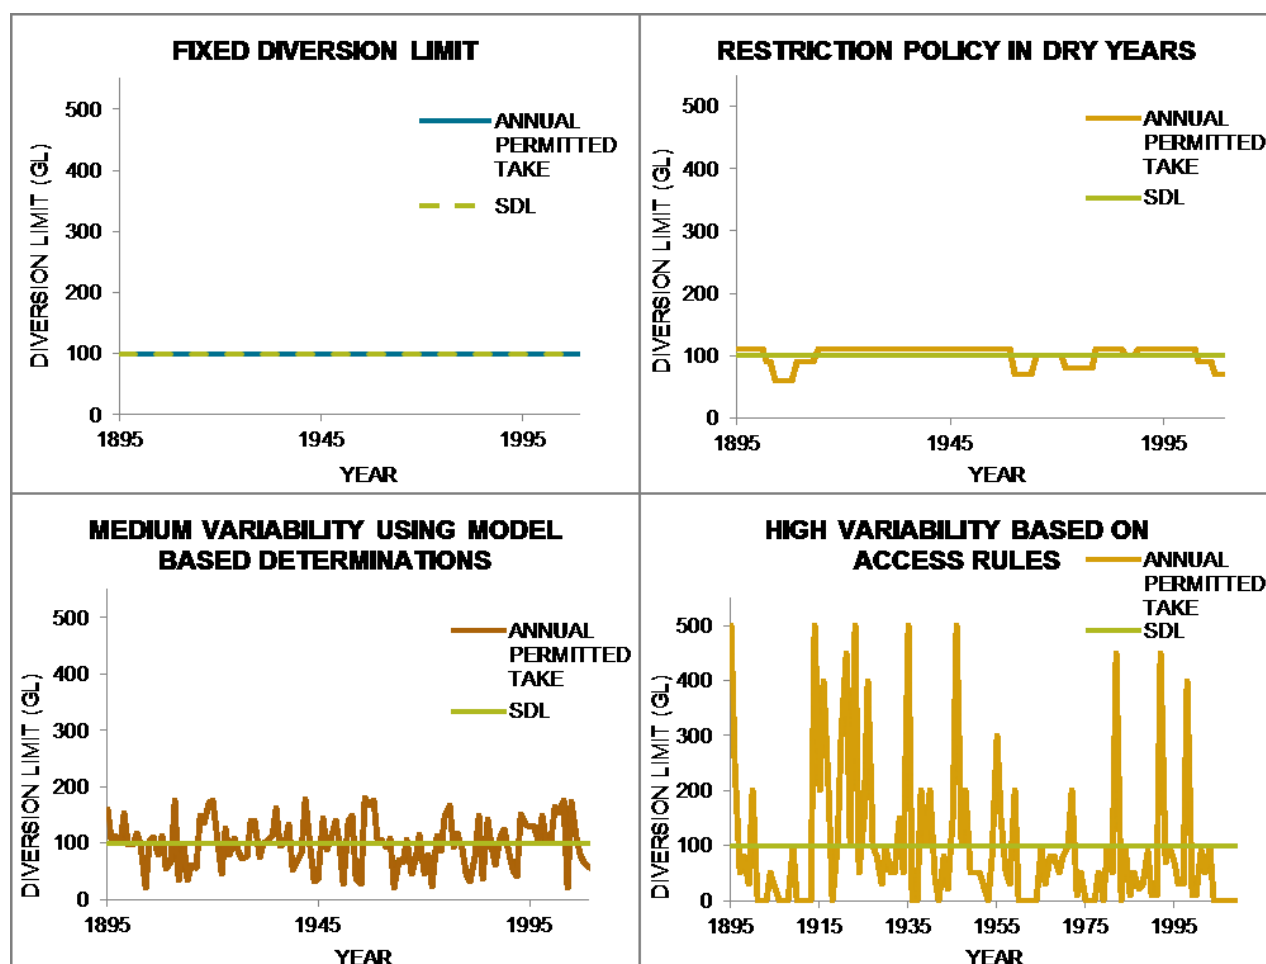 FIXED DIVERSION LIMIT
DIVERSION LIMIT (GL)
500
400
300
200
100
0
ANNUAL
PERMITTED
TAKE
SDL
1895
1945
1995
YEAR
RESTRICTION POLICY IN DRY YEARS
DIVERSION LIMIT (GL)
500
400
300
200
100
0
ANNUAL
PERMITTED
TAKE
SDL
1895
1945
1995
YEAR
MEDIUM VARIABILITY USING MODEL
BASED DETERMINATIONS
DIVERSION LIMIT (GL)
500
400
300
200
100
0
ANNUAL
PERMITTED
TAKE
SDL
1895
1945
1995
YEAR
HIGH VARIABILITY BASED ON
ACCESS RULES
DIVERSION LIMIT (GL)
500
400
300
200
100
0
ANNUAL
PERMITTED
TAKE
SDL
1895
1915
1935
1955
1975
1995
YEAR